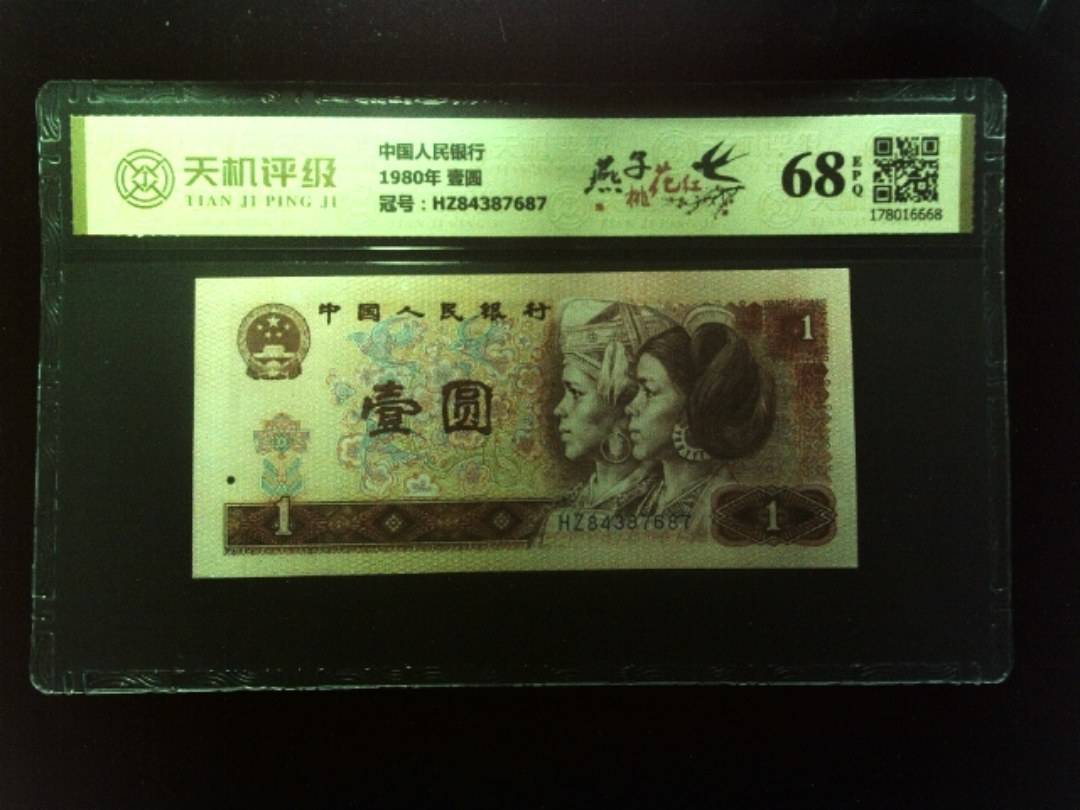 天机评级
TIAN JI PING JI
中国人民银行
1980年 壹圆
冠号：HZ84387687
燕子
桃花红
68
EPQ
178016668
中国人民银行
1
壹圆
1
HZ84387687
1